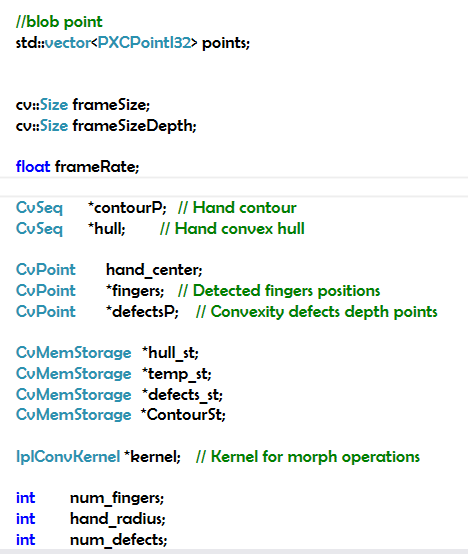 //blob point
std::vector<PXCPointI32> points;
cv::Size frameSize;
cv::Size frameSizeDepth;
float frameRate;
CvSeq *contourP; // Hand contour
CvSeq *hull; // Hand convex hull
CvPoint hand_center;
CvPoint *fingers; // Detected fingers positions
CvPoint *defectsP; // Convexity defects depth points
CvMemStorage *hull_st;
CvMemStorage *temp_st;
CvMemStorage *defects_st;
CvMemStorage *ContourSt;
IplConvKernel *kernel; // Kernel for morph operations
int num_fingers;
int hand_radius;
int num_defects;